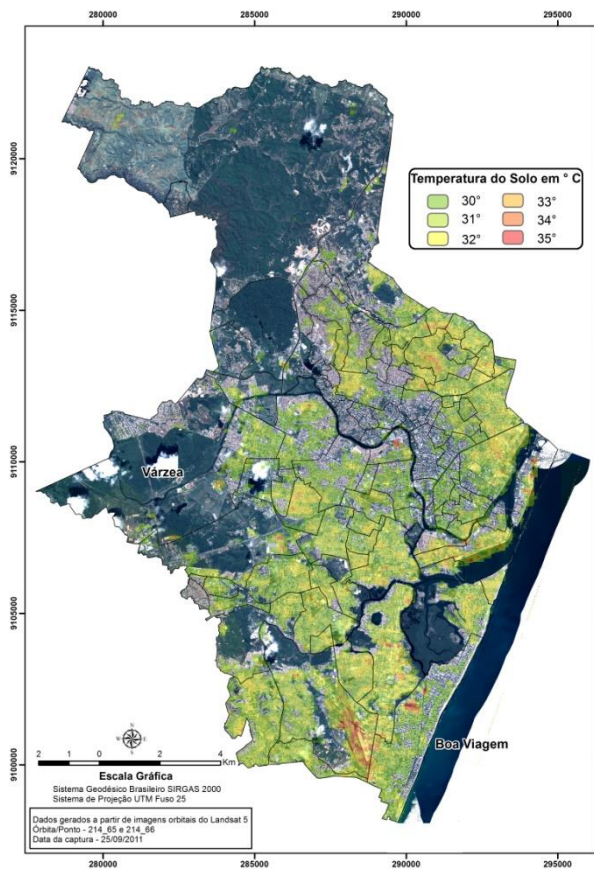 280000 285000 290000 295000
9120000
Temperatura do Solo em ° C
30° 33°
31° 34°
32° 35°
9115000
9110000
Várzea
9105000
Boa Viagem
9100000
2 1 0 2 4
Km
Escala Gráfica
Sistema Geodésico Brasileiro SIRGAS 2000
Sistema de Projeção UTM Fuso 25
Dados gerados a partir de imagens orbitais do Landsat 5
Órbita/Ponto - 214_65 e 214_66
Data da captura - 25/09/2011
280000 285000 290000 295000